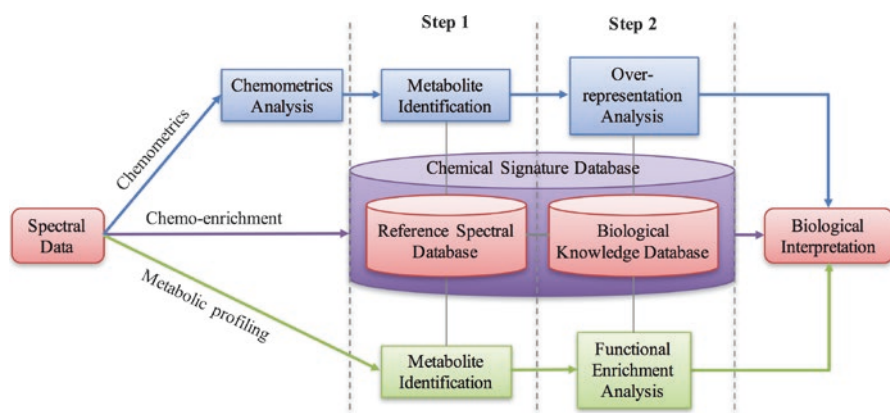 Step 1
Step 2
Chemometrics
Analysis
Metabolite
Identification
Over-
representation
Analysis
Chemometrics
Chemical Signature Database
Spectral
Data
Chemo-enrichment
Reference Spectral
Database
Biological
Knowledge Database
Biological
Interpretation
Metabolic profiling
Metabolite
Identification
Functional
Enrichment
Analysis